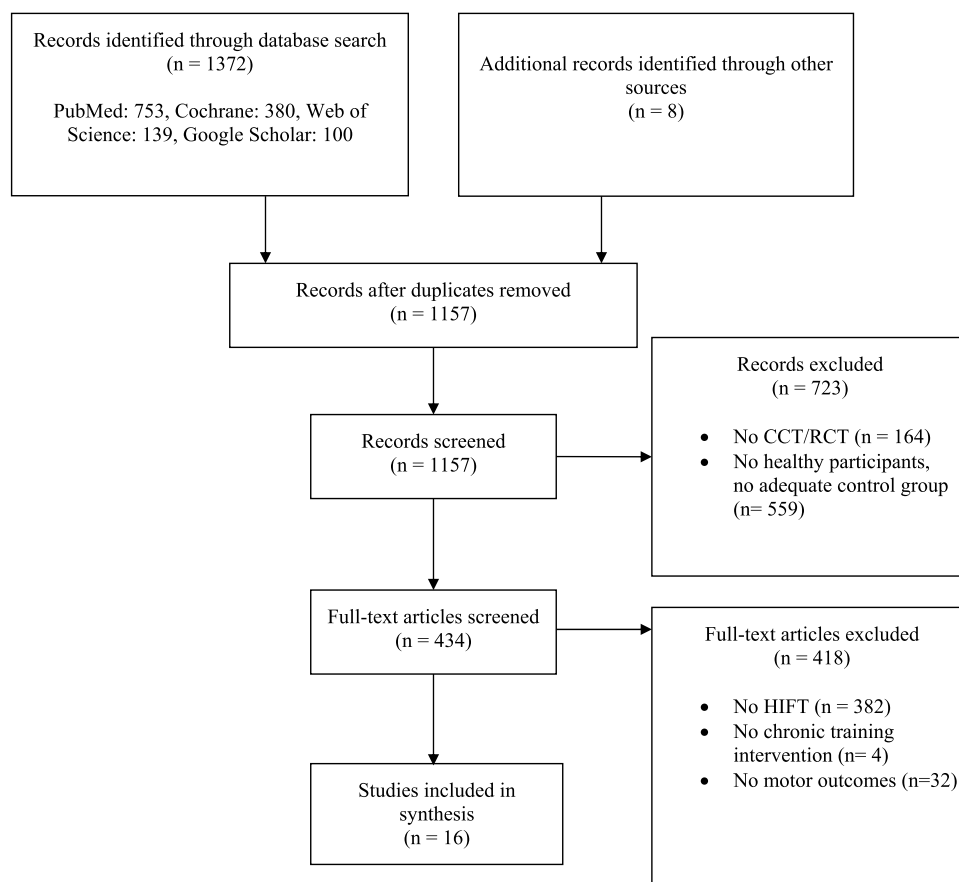 Records identified through database search
(n = 1372)
PubMed: 753, Cochrane: 380, Web of
Science: 139, Google Scholar: 100
Additional records identified through other
sources
(n = 8)
Records after duplicates removed
(n = 1157)
Records screened
(n = 1157)
Records excluded
(n = 723)
• No CCT/RCT (n = 164)
• No healthy participants,
no adequate control group
(n= 559)
Full-text articles screened
(n = 434)
Full-text articles excluded
(n = 418)
• No HIFT (n = 382)
• No chronic training
intervention (n= 4)
• No motor outcomes (n=32)
Studies included in
synthesis
(n = 16)